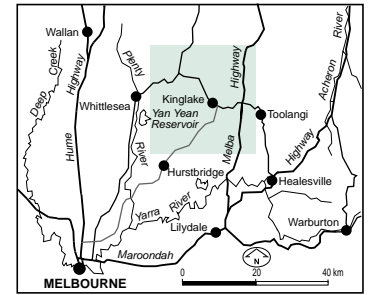 Wallan
Deep Creek
Hume Highway
Plenty River
Whittlesea
Kinglake
Yan Yean
Reservoir
Melba Highway
Toolangi
Acheron River
Highway
Hurstbridge
Healesville
Yarra River
Lilydale
Warburton
Maroondah
MELBOURNE
N
0 20 40 km